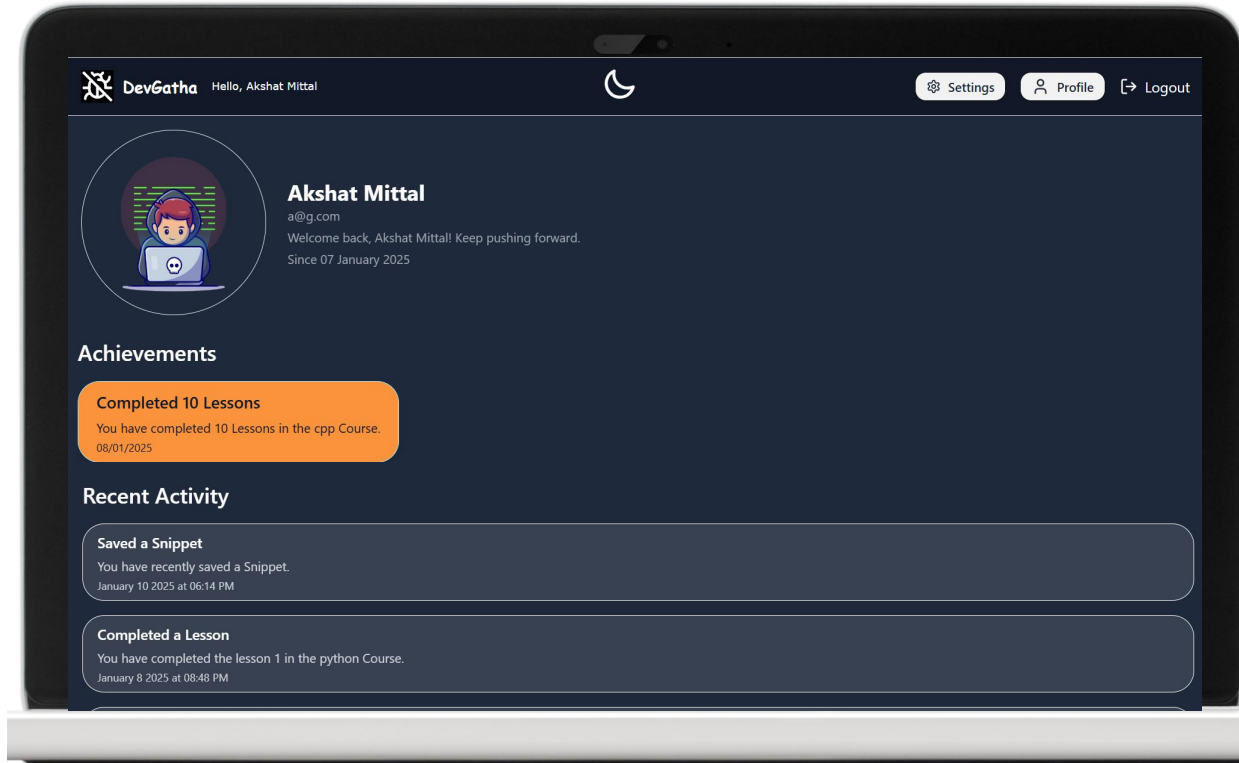 DevGatha
Hello, Akshat Mittal
Settings
Profile
Logout
Akshat Mittal
a@g.com
Welcome back, Akshat Mittal! Keep pushing forward.
Since 07 January 2025
Achievements
Completed 10 Lessons
You have completed 10 Lessons in the cpp Course.
08/01/2025
Recent Activity
Saved a Snippet
You have recently saved a Snippet.
January 10 2025 at 06:14 PM
Completed a Lesson
You have completed the lesson 1 in the python Course.
January 8 2025 at 08:48 PM